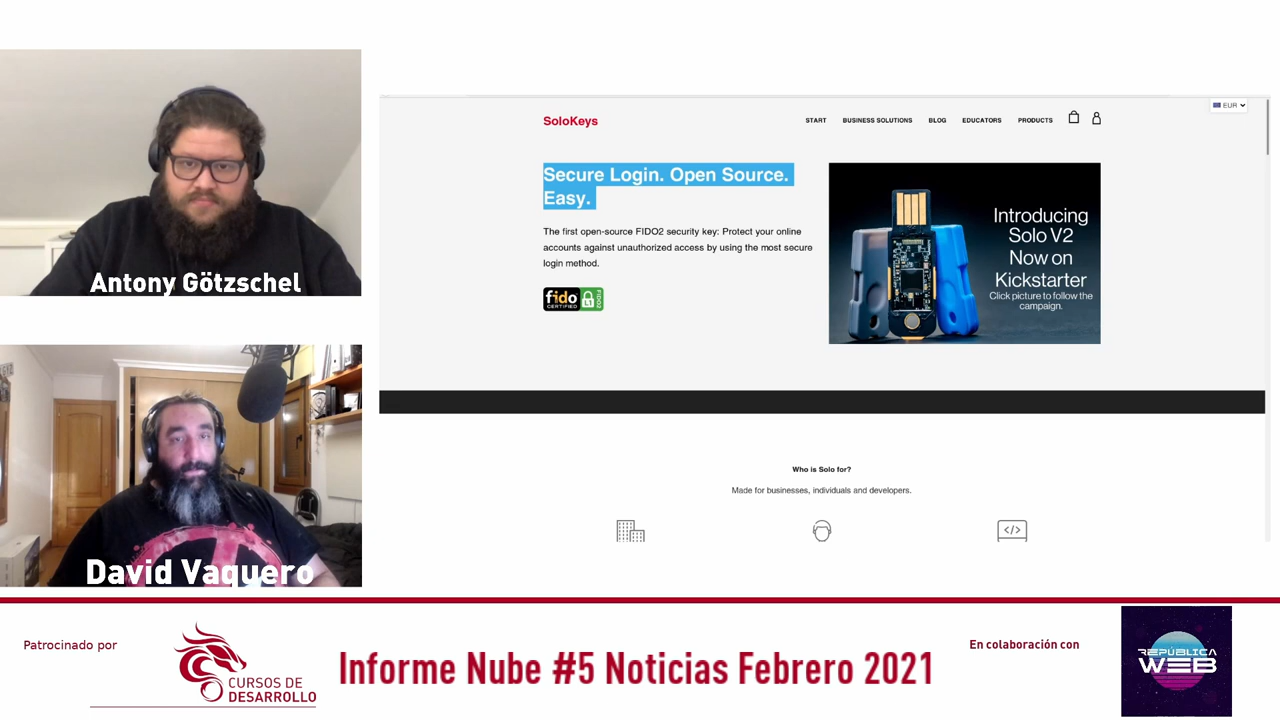 Antony Götzschel
David Vaquero
EUR
SoloKeys
START
BUSINESS SOLUTIONS
BLOG
EDUCATORS
PRODUCTS
Secure Login. Open Source.
Easy.
The first open-source FIDO2 security key: Protect your online
accounts against unauthorized access by using the most secure
login method.
fido
CERTIFIED
FIDO2
Introducing
Solo V2
Now on
Kickstarter
Click picture to follow the
campaign.
Who is Solo for?
Made for businesses, individuals and developers.
</>
Patrocinado por
CURSOS DE
DESARROLLO
Informe Nube #5 Noticias Febrero 2021
En colaboración con
REPÚBLICA
WEB